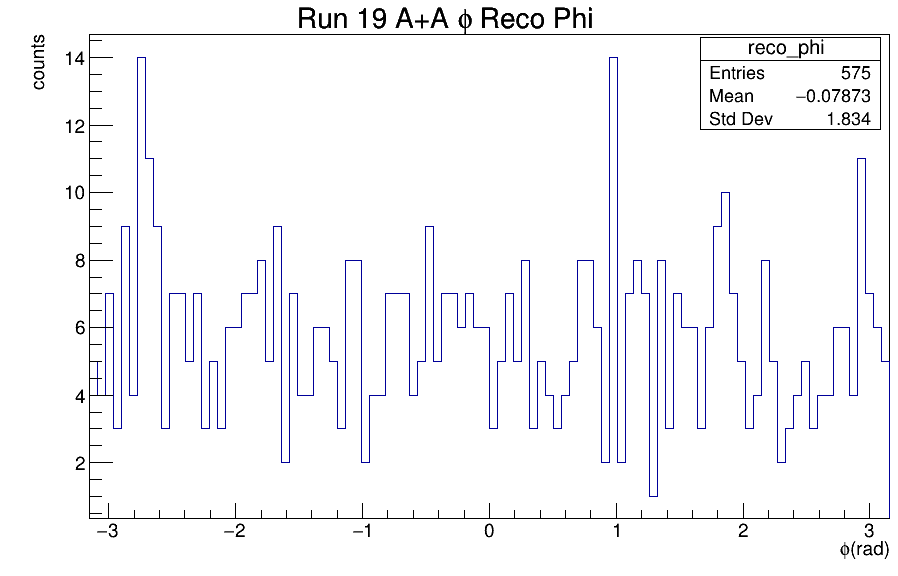 Run 19 A+A ϕ Reco Phi
counts
reco_phi
Entries 575
Mean −0.07873
Std Dev 1.834
14
12
10
8
6
4
2
−3 −2 −1 0 1 2 3
ϕ(rad)